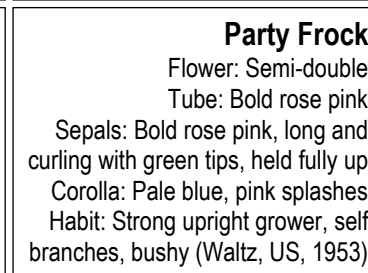 Party Frock
Flower: Semi-double
Tube: Bold rose pink
Sepals: Bold rose pink, long and
curling with green tips, held fully up
Corolla: Pale blue, pink splashes
Habit: Strong upright grower, self
branches, bushy (Waltz, US, 1953)